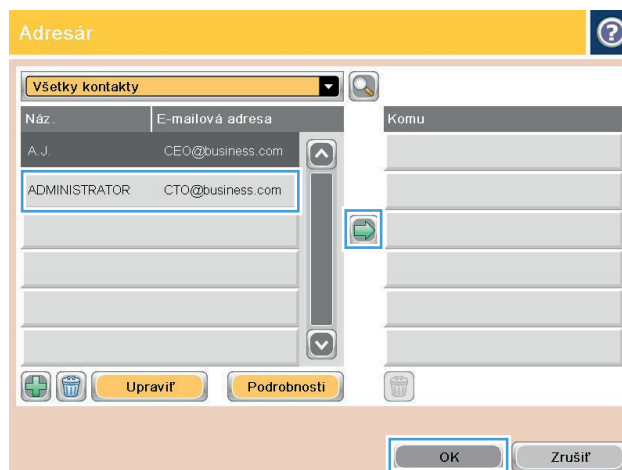 Adresár
?
Všetky kontakty
Náz. E-mailová adresa Komu
A.J. CEO@business.com
ADMINISTRATOR CTO@business.com
Upraviť Podrobnosti
OK Zrušiť